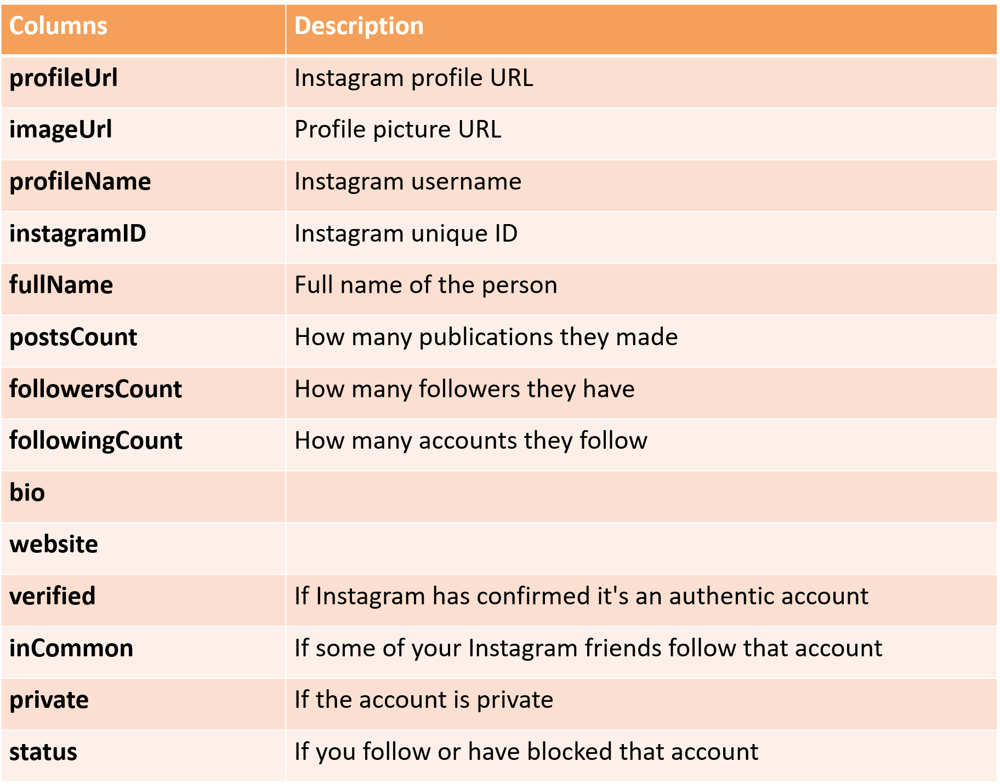 Columns Description
profileUrl Instagram profile URL
imageUrl Profile picture URL
profileName Instagram username
instagramID Instagram unique ID
fullName Full name of the person
postsCount How many publications they made
followersCount How many followers they have
followingCount How many accounts they follow
bio
website
verified If Instagram has confirmed it's an authentic account
inCommon If some of your Instagram friends follow that account
private If the account is private
status If you follow or have blocked that account